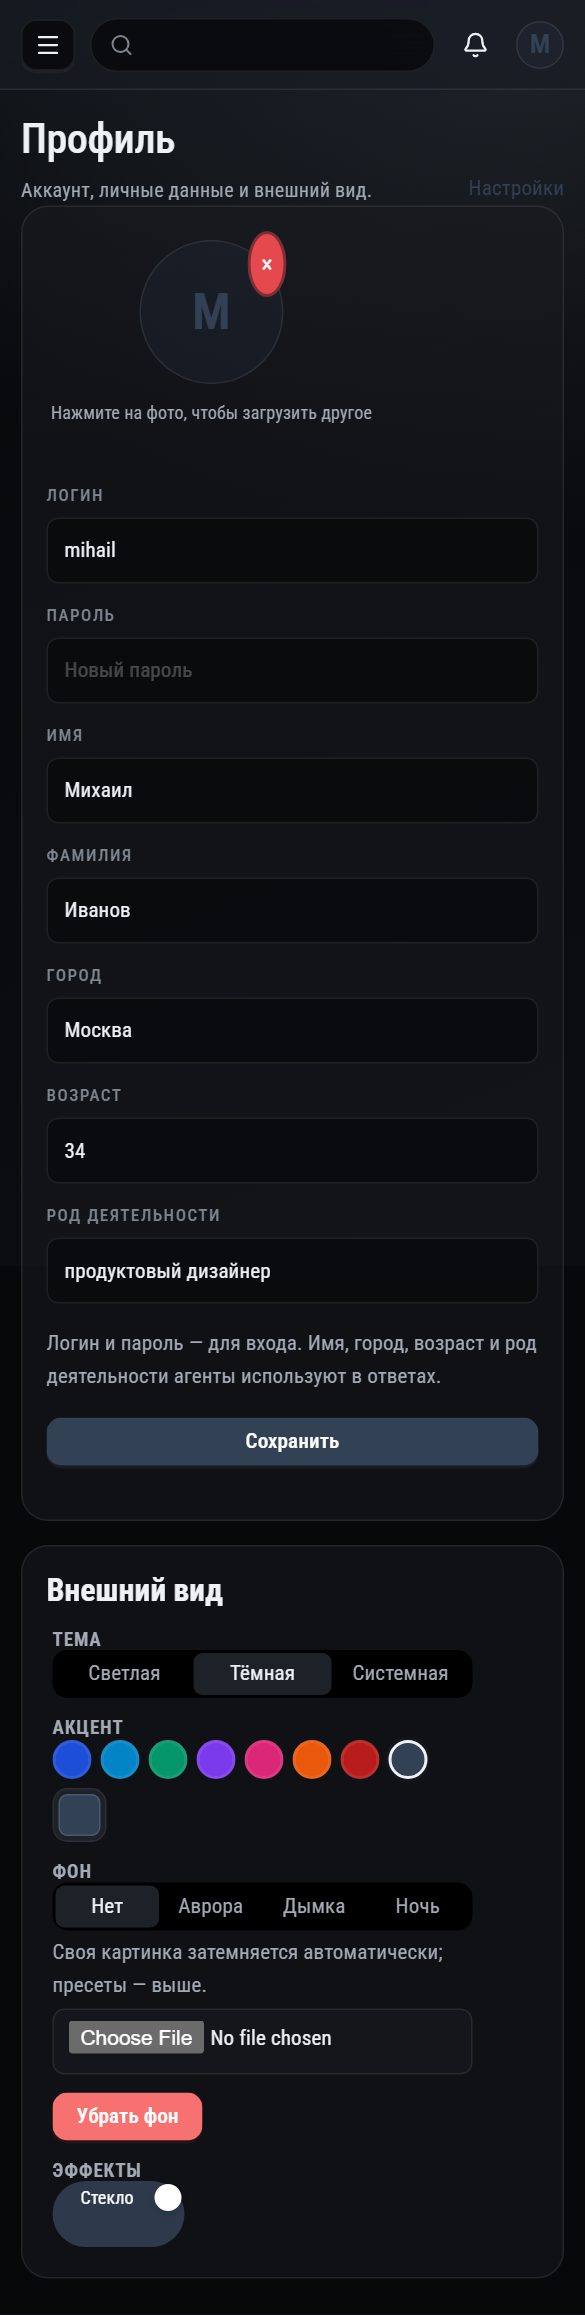 M
Профиль
Аккаунт, личные данные и внешний вид.
Настройки
M
×
Нажмите на фото, чтобы загрузить другое
ЛОГИН
mihail
ПАРОЛЬ
Новый пароль
ИМЯ
Михаил
ФАМИЛИЯ
Иванов
ГОРОД
Москва
ВОЗРАСТ
34
РОД ДЕЯТЕЛЬНОСТИ
продуктовый дизайнер
Логин и пароль — для входа. Имя, город, возраст и род
деятельности агенты используют в ответах.
Сохранить
Внешний вид
ТЕМА
Светлая Тёмная Системная
АКЦЕНТ
ФОН
Нет Аврора Дымка Ночь
Своя картинка затемняется автоматически;
пресеты — выше.
Choose File No file chosen
Убрать фон
ЭФФЕКТЫ
Стекло